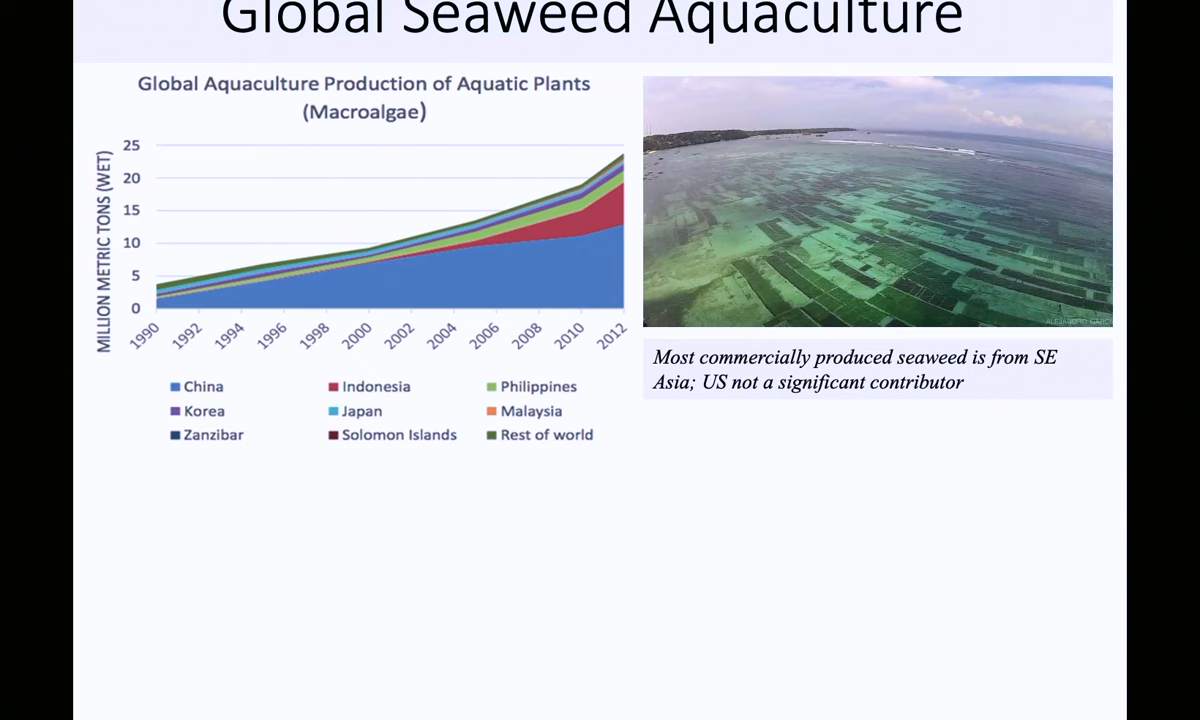 Global Seaweed Aquaculture
Global Aquaculture Production of Aquatic Plants
(Macroalgae)
MILLION METRIC TONS (WET)
25
20
15
10
5
0
1990
1992
1994
1996
1998
2000
2002
2004
2006
2008
2010
2012
China
Indonesia
Philippines
Korea
Japan
Malaysia
Zanzibar
Solomon Islands
Rest of world
Most commercially produced seaweed is from SE
Asia; US not a significant contributor